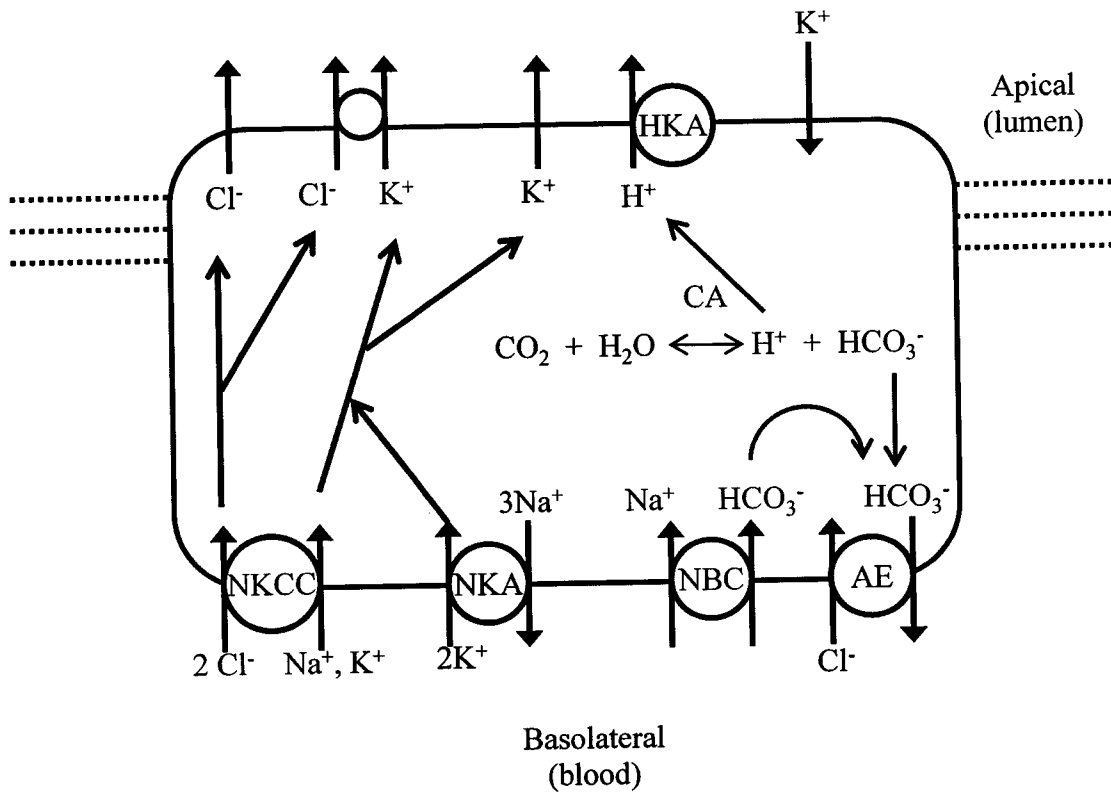 K⁺
Apical
(lumen)
HKA
Cl⁻ Cl⁻ K⁺ K⁺ H⁺
CA
CO₂ + H₂O H⁺ + HCO₃⁻
3Na⁺ Na⁺ HCO₃⁻ HCO₃⁻
NKCC NKA NBC AE
2 Cl⁻ Na⁺, K⁺ 2K⁺ Cl⁻
Basolateral
(blood)